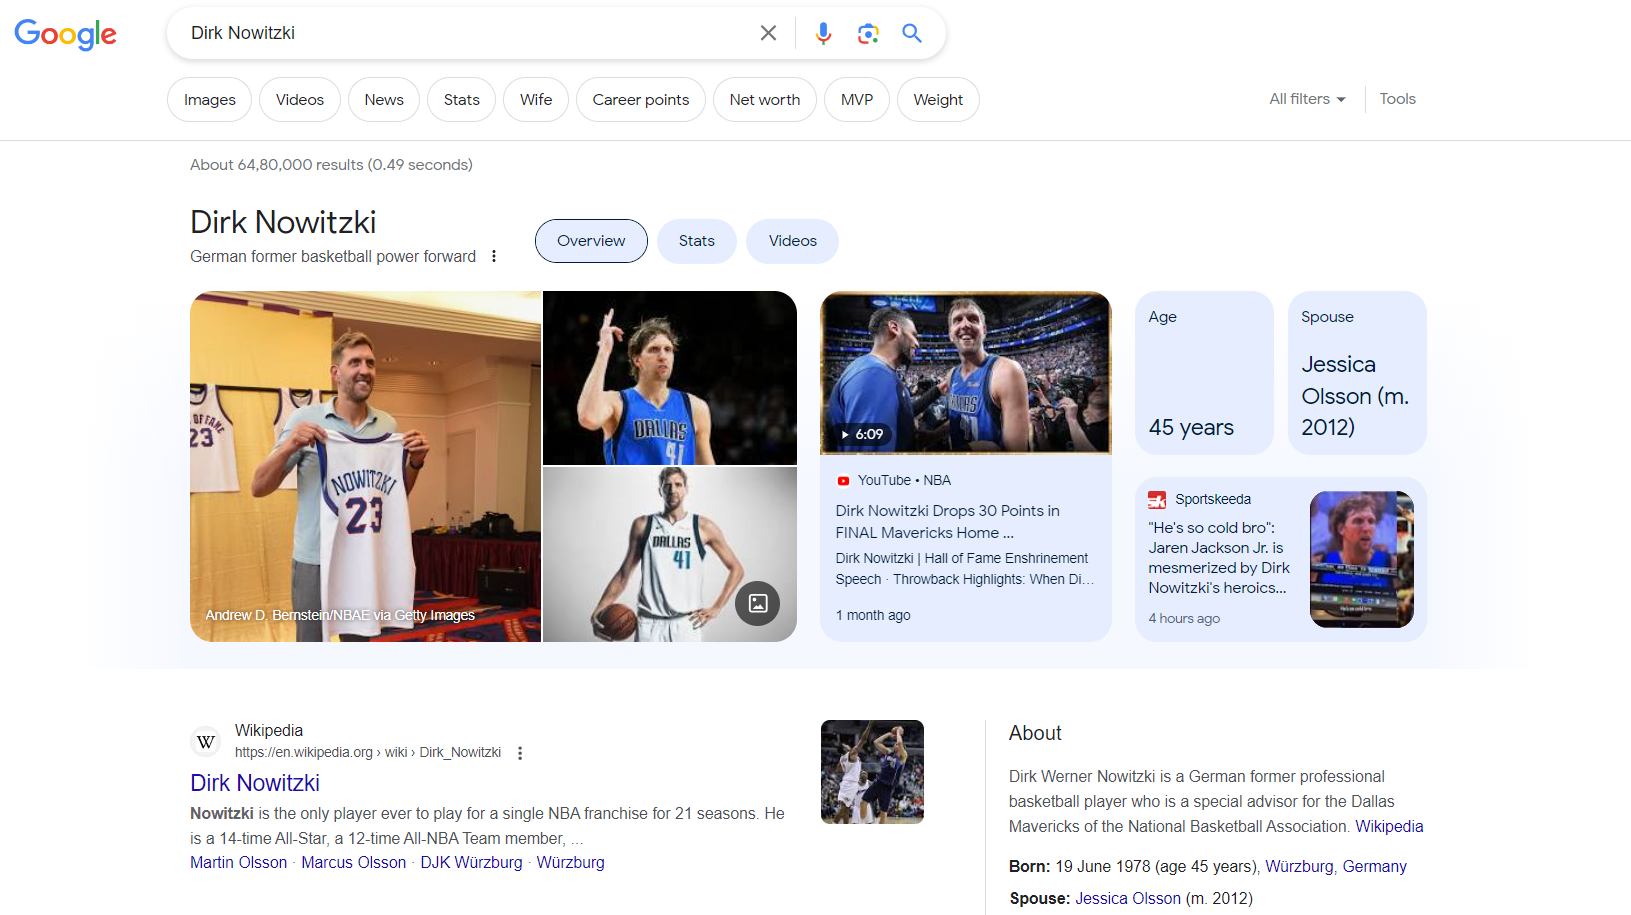 Google
Dirk Nowitzki
Images
Videos
News
Stats
Wife
Career points
Net worth
MVP
Weight
All filters
Tools
About 64,80,000 results (0.49 seconds)
Dirk Nowitzki
German former basketball power forward
Overview
Stats
Videos
OF FAME
23
NOWITZKI
23
Andrew D. Bernstein/NBAE via Getty Images
DALLAS
41
DALLAS
41
6:09
YouTube • NBA
Dirk Nowitzki Drops 30 Points in
FINAL Mavericks Home ...
Dirk Nowitzki | Hall of Fame Enshrinement
Speech · Throwback Highlights: When Di...
1 month ago
Age
45 years
Spouse
Jessica
Olsson (m.
2012)
Sportskeeda
"He's so cold bro":
Jaren Jackson Jr. is
mesmerized by Dirk
Nowitzki's heroics...
4 hours ago
W
Wikipedia
https://en.wikipedia.org › wiki › Dirk_Nowitzki
Dirk Nowitzki
Nowitzki is the only player ever to play for a single NBA franchise for 21 seasons. He
is a 14-time All-Star, a 12-time All-NBA Team member, ...
Martin Olsson · Marcus Olsson · DJK Würzburg · Würzburg
About
Dirk Werner Nowitzki is a German former professional
basketball player who is a special advisor for the Dallas
Mavericks of the National Basketball Association. Wikipedia
Born: 19 June 1978 (age 45 years), Würzburg, Germany
Spouse: Jessica Olsson (m. 2012)